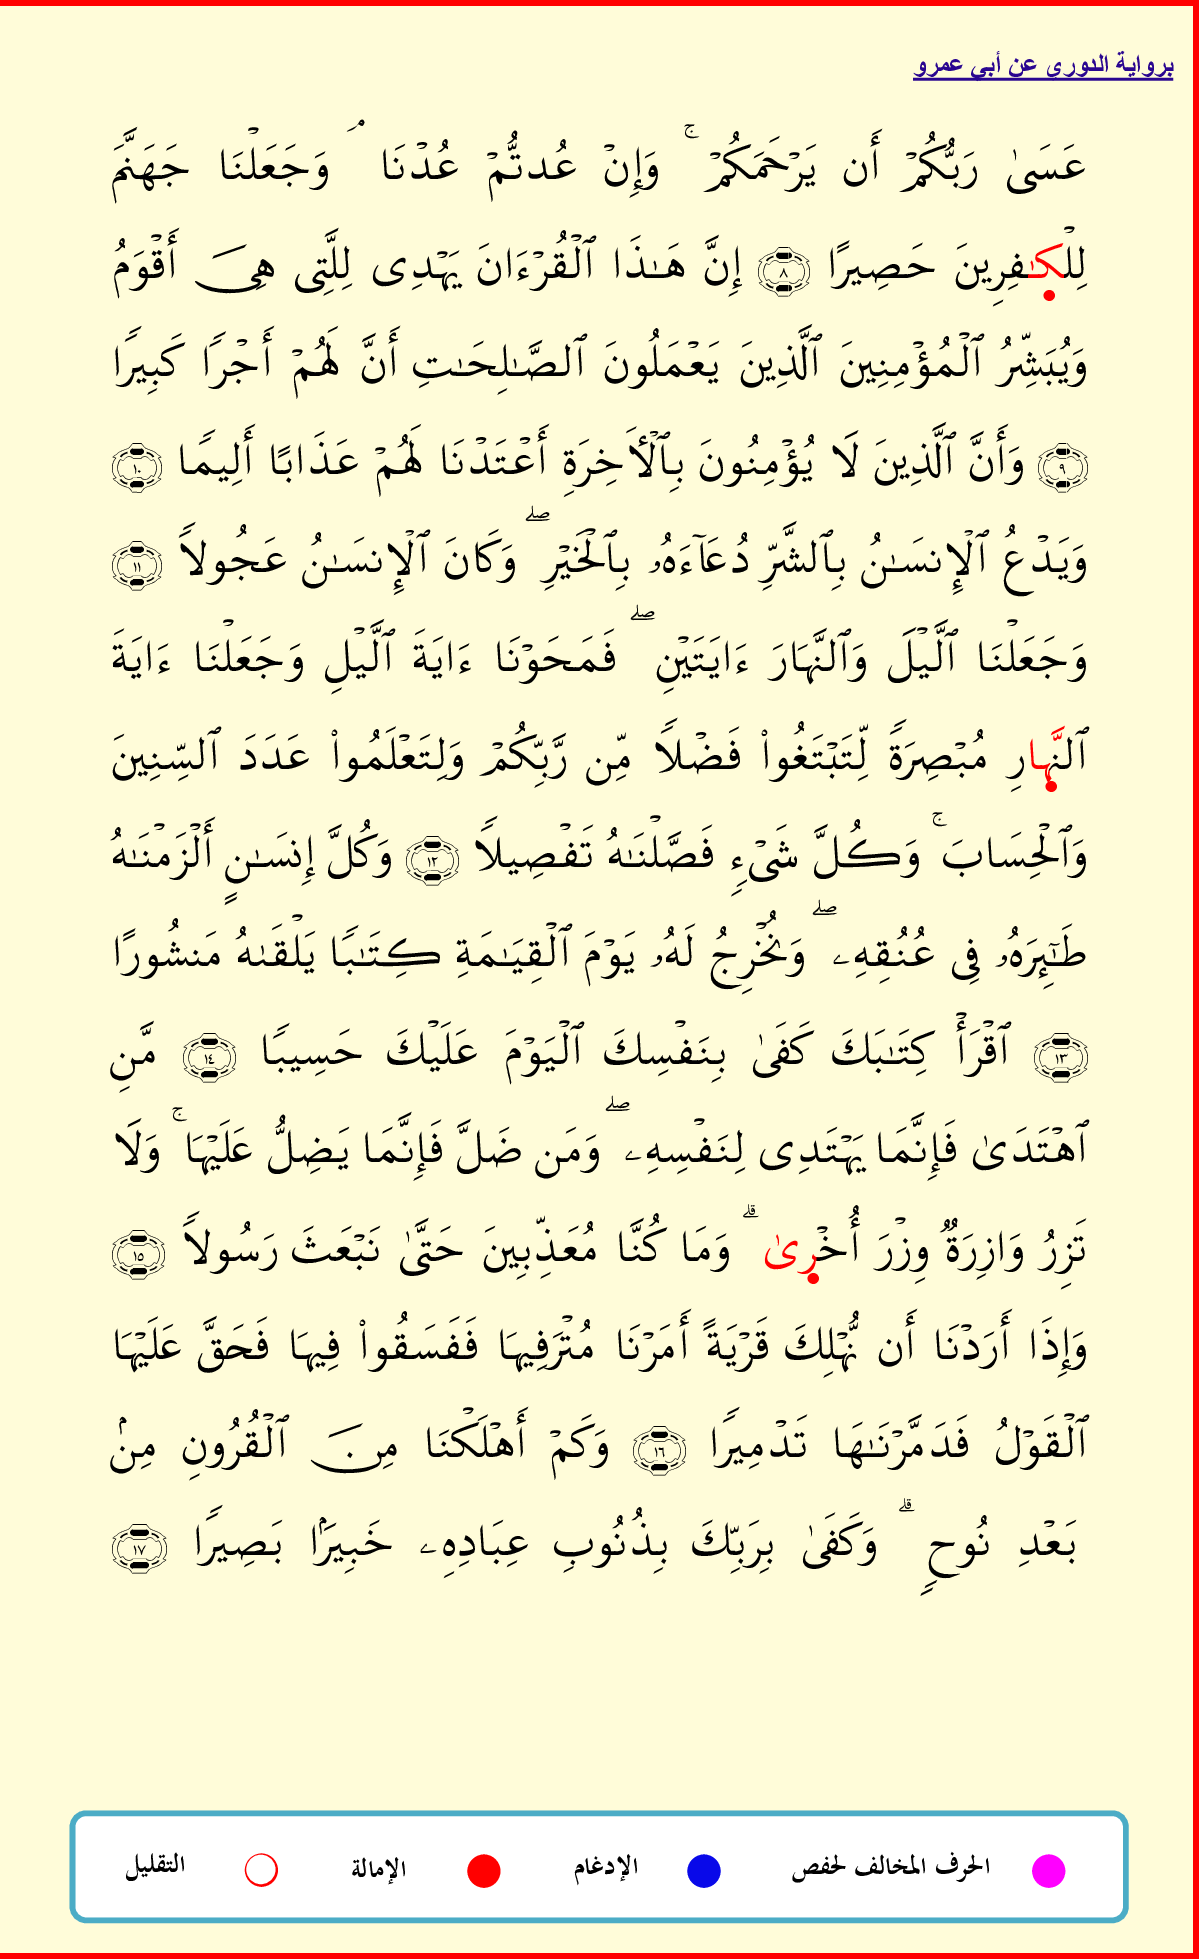 برواية الدوري عن أبي عمرو
عَسَىٰ رَبُّكُمْ أَن يَرْحَمَكُمْ ۚ وَإِنْ عُدتُّمْ عُدْنَا ۘ وَجَعَلْنَا جَهَنَّمَ
لِلْكَٰفِرِينَ حَصِيرًا ٨ إِنَّ هَٰذَا ٱلْقُرْءَانَ يَهْدِى لِلَّتِى هِىَ أَقْوَمُ
وَيُبَشِّرُ ٱلْمُؤْمِنِينَ ٱلَّذِينَ يَعْمَلُونَ ٱلصَّٰلِحَٰتِ أَنَّ لَهُمْ أَجْرًا كَبِيرًا
٩ وَأَنَّ ٱلَّذِينَ لَا يُؤْمِنُونَ بِٱلْأَخِرَةِ أَعْتَدْنَا لَهُمْ عَذَابًا أَلِيمًا ١٠
وَيَدْعُ ٱلْإِنسَٰنُ بِٱلشَّرِّ دُعَآءَهُۥ بِٱلْخَيْرِ ۖ وَكَانَ ٱلْإِنسَٰنُ عَجُولاً ١١
وَجَعَلْنَا ٱلَّيْلَ وَٱلنَّهَارَ ءَايَتَيْنِ ۖ فَمَحَوْنَا ءَايَةَ ٱلَّيْلِ وَجَعَلْنَا ءَايَةَ
ٱلنَّهِارِ مُبْصِرَةً لِّتَبْتَغُوا۟ فَضْلاً مِّن رَّبِّكُمْ وَلِتَعْلَمُوا۟ عَدَدَ ٱلسِّنِينَ
وَٱلْحِسَابَ ۚ وَكُلَّ شَىْءٍ فَصَّلْنَٰهُ تَفْصِيلاً ١٢ وَكُلَّ إِنسَٰنٍ أَلْزَمْنَٰهُ
طَٰٓئِرَهُۥ فِى عُنُقِهِۦ ۖ وَنُخْرِجُ لَهُۥ يَوْمَ ٱلْقِيَٰمَةِ كِتَٰبًا يَلْقَىٰهُ مَنشُورًا
١٣ ٱقْرَأْ كِتَٰبَكَ كَفَىٰ بِنَفْسِكَ ٱلْيَوْمَ عَلَيْكَ حَسِيبًا ١٤ مَّنِ
ٱهْتَدَىٰ فَإِنَّمَا يَهْتَدِى لِنَفْسِهِۦ ۖ وَمَن ضَلَّ فَإِنَّمَا يَضِلُّ عَلَيْهَا ۚ وَلَا
تَزِرُ وَازِرَةٌ وِزْرَ أُخْرِىٰ ۗ وَمَا كُنَّا مُعَذِّبِينَ حَتَّىٰ نَبْعَثَ رَسُولاً ١٥
وَإِذَا أَرَدْنَا أَن نُّهْلِكَ قَرْيَةً أَمَرْنَا مُتْرَفِيهَا فَفَسَقُوا۟ فِيهَا فَحَقَّ عَلَيْهَا
ٱلْقَوْلُ فَدَمَّرْنَٰهَا تَدْمِيرًا ١٦ وَكَمْ أَهْلَكْنَا مِنَ ٱلْقُرُونِ مِنۢ
بَعْدِ نُوحٍ ۗ وَكَفَىٰ بِرَبِّكَ بِذُنُوبِ عِبَادِهِۦ خَبِيرًۢا بَصِيرًا ١٧
الحرف المخالف لحفص الإدغام الإمالة التقليل